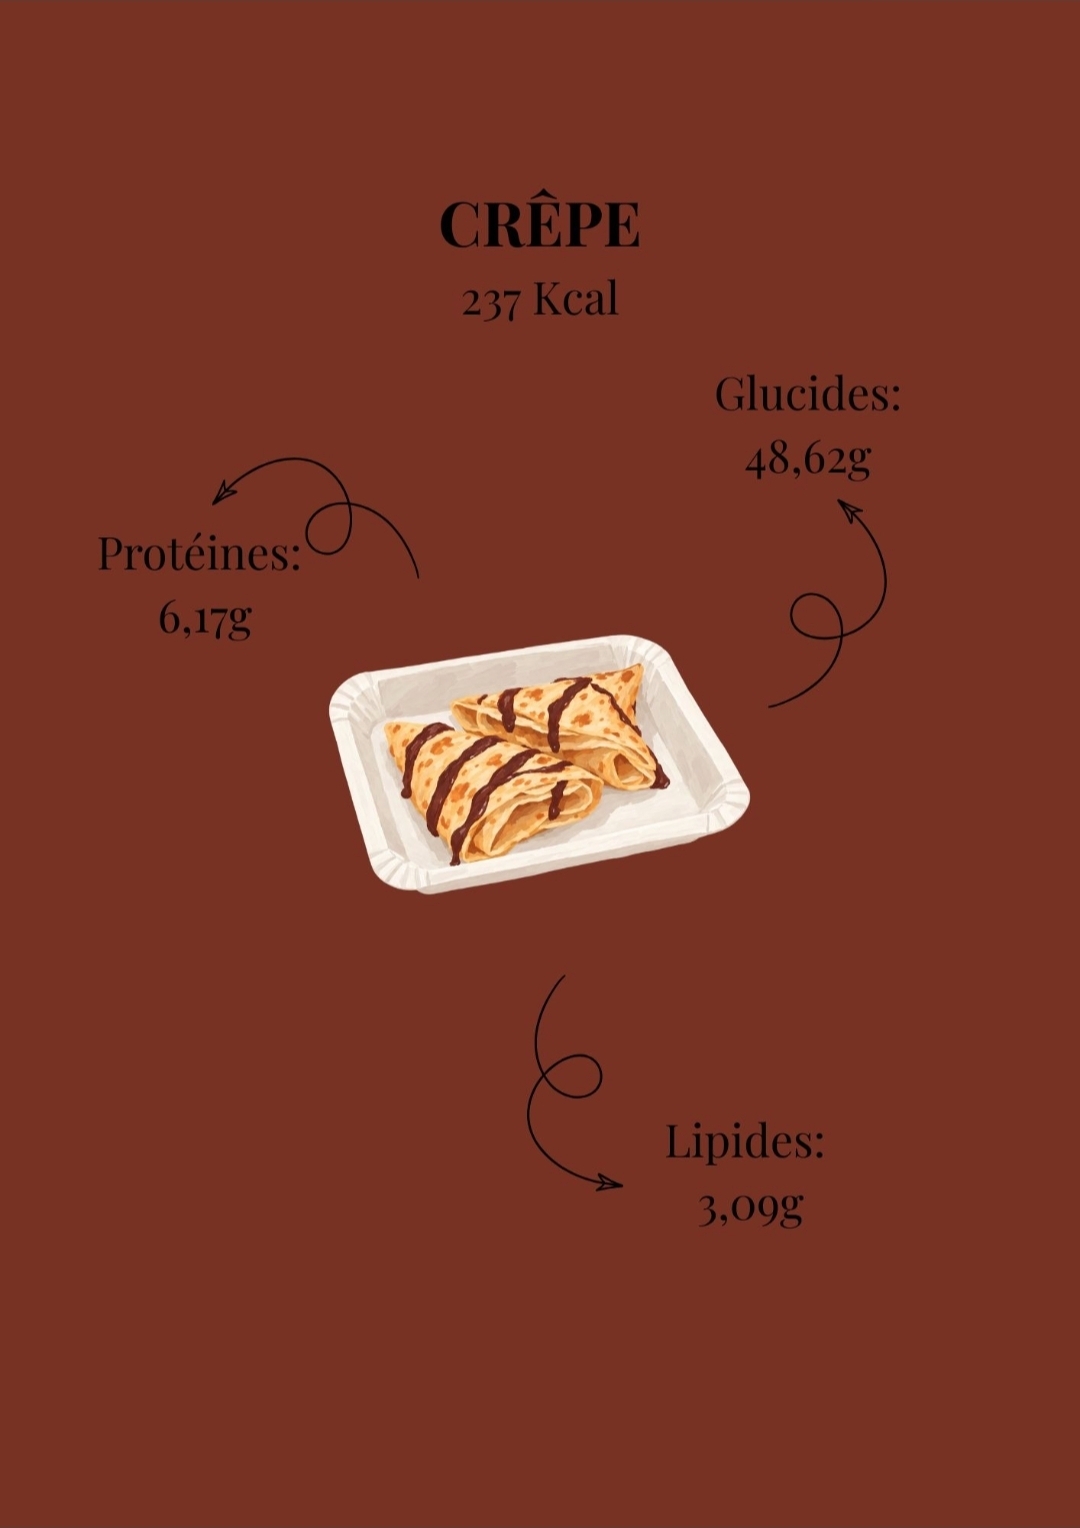 CRÊPE
237 Kcal
Glucides:
48,62g
Protéines:
6,17g
Lipides:
3,09g